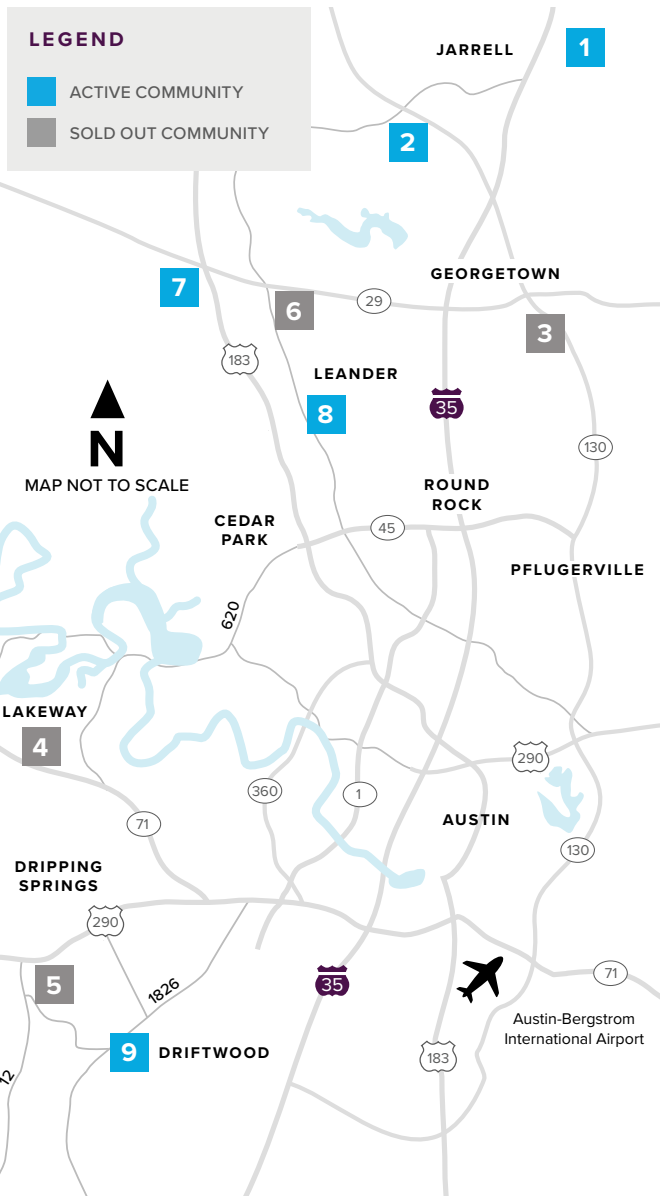 LEGEND
ACTIVE COMMUNITY
SOLD OUT COMMUNITY
JARRELL
1
2
GEORGETOWN
7
6
29
3
183
LEANDER
8
35
N
130
MAP NOT TO SCALE
ROUND
ROCK
CEDAR
PARK
45
PFLUGERVILLE
620
LAKEWAY
4
290
360
1
71
AUSTIN
130
DRIPPING
SPRINGS
290
5
1826
35
71
Austin-Bergstrom
International Airport
9
DRIFTWOOD
183
12